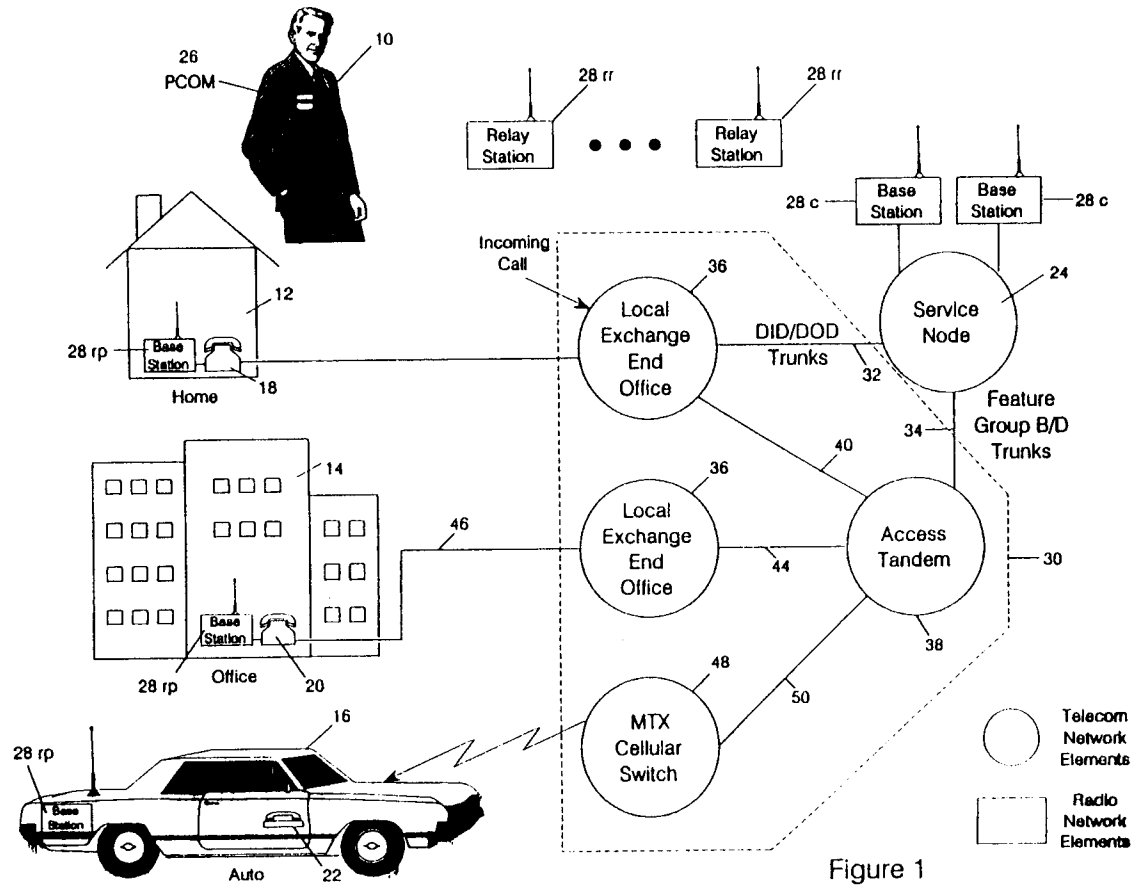 26
PCOM
10
28 rr
28 rr
Relay
Station
Relay
Station
Base
Station
Base
Station
28 c
28 c
Incoming
Call
36
24
12
Local
Exchange
End
Office
Service
Node
DID/DOD
Trunks
32
28 rp
Base
Station
18
Home
Feature
Group B/D
Trunks
34
40
14
36
46
Local
Exchange
End
Office
44
Access
Tandem
30
38
Base
Station
28 rp
Office
20
48
50
MTX
Cellular
Switch
16
28 rp
Base
Station
22
Auto
Telecom
Network
Elements
Radio
Network
Elements
Figure 1